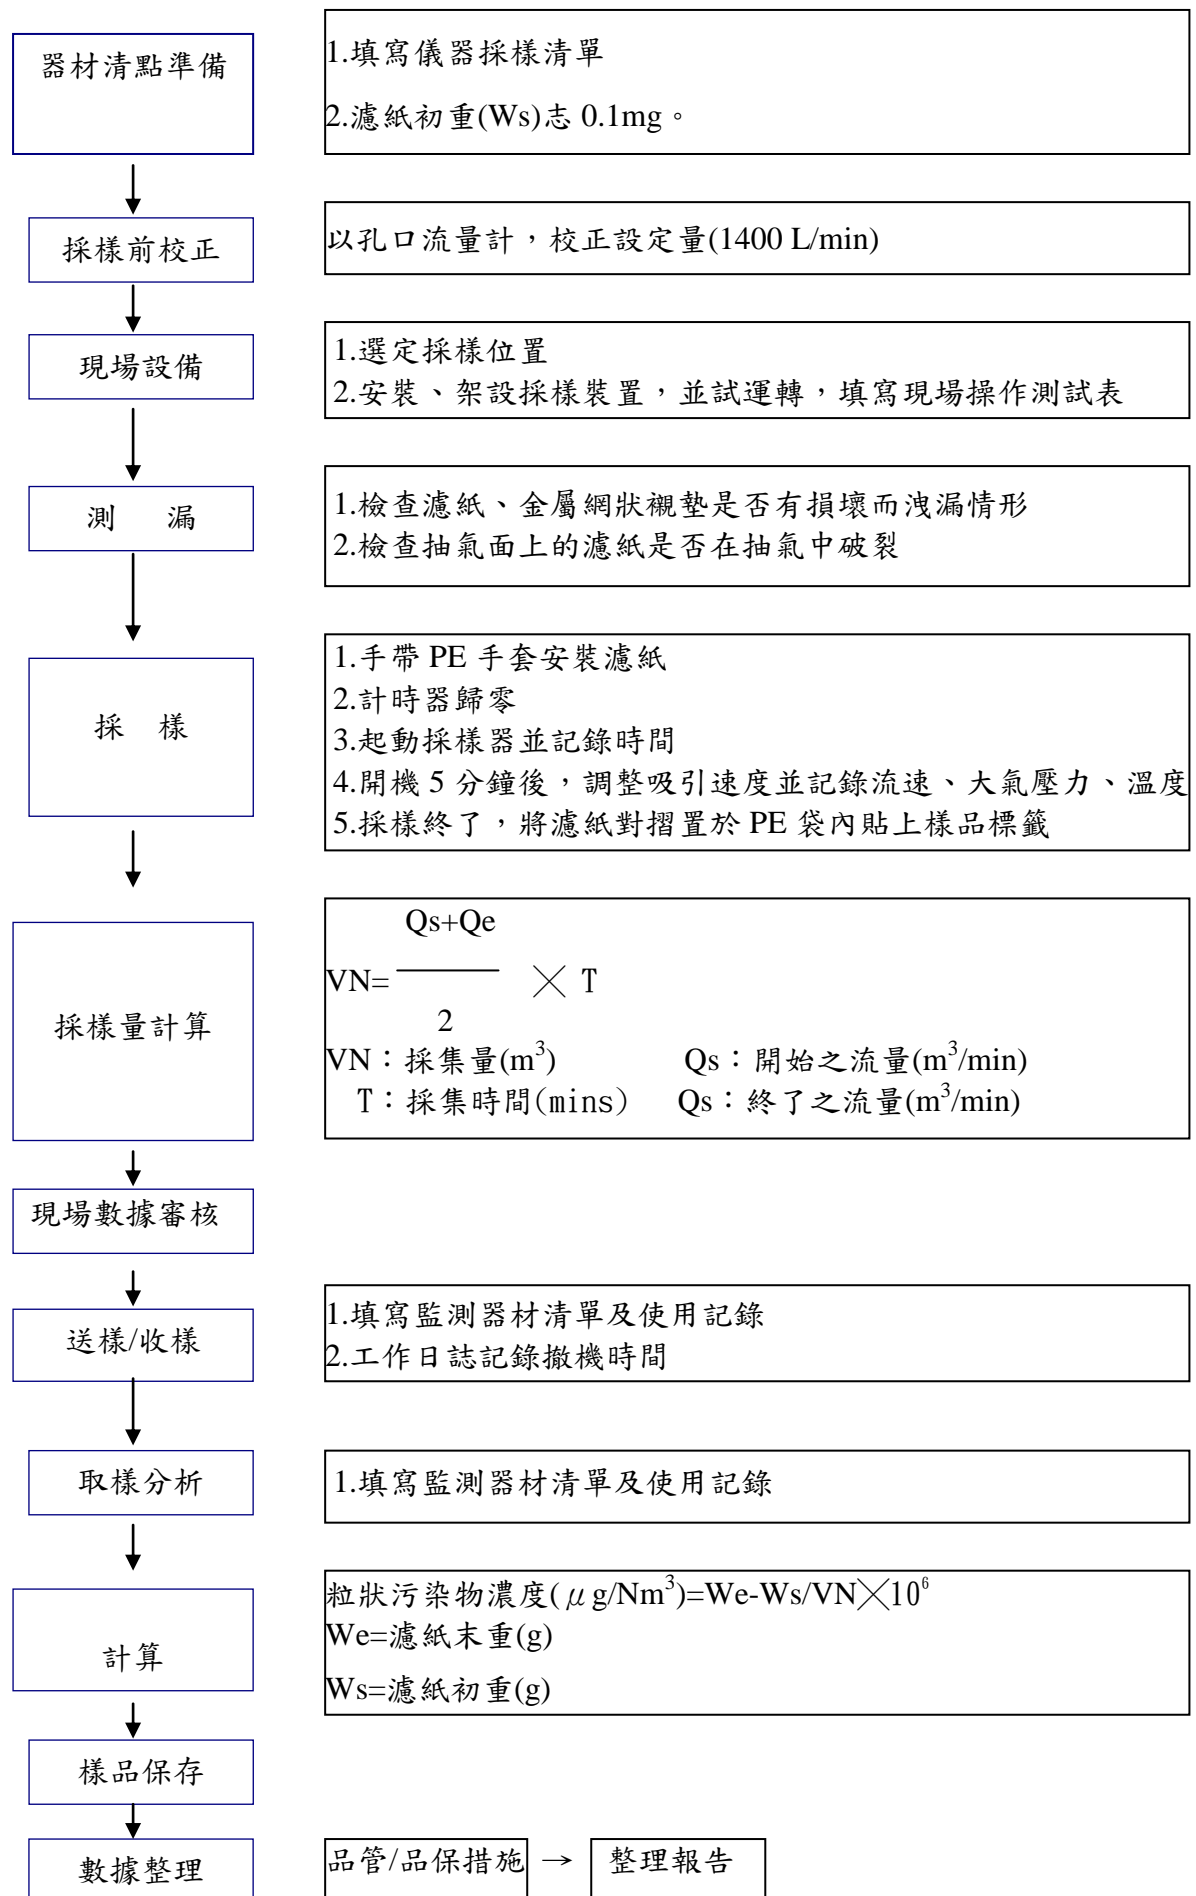 器材清點準備
1.填寫儀器採樣清單
2.濾紙初重(Ws)志 0.1mg。
採樣前校正
以孔口流量計，校正設定量(1400 L/min)
現場設備
1.選定採樣位置
2.安裝、架設採樣裝置，並試運轉，填寫現場操作測試表
測 漏
1.檢查濾紙、金屬網狀襯墊是否有損壞而洩漏情形
2.檢查抽氣面上的濾紙是否在抽氣中破裂
採 樣
1.手帶 PE 手套安裝濾紙
2.計時器歸零
3.起動採樣器並記錄時間
4.開機 5 分鐘後，調整吸引速度並記錄流速、大氣壓力、溫度
5.採樣終了，將濾紙對摺置於 PE 袋內貼上樣品標籤
採樣量計算
Qs+Qe
VN= ╳ T
2
VN：採集量(m³) Qs：開始之流量(m³/min)
T：採集時間(mins) Qs：終了之流量(m³/min)
現場數據審核
送樣/收樣
1.填寫監測器材清單及使用記錄
2.工作日誌記錄撤機時間
取樣分析
1.填寫監測器材清單及使用記錄
計算
粒狀污染物濃度(μg/Nm³)=We-Ws/VN╳10⁶
We=濾紙末重(g)
Ws=濾紙初重(g)
樣品保存
數據整理
品管/品保措施 → 整理報告